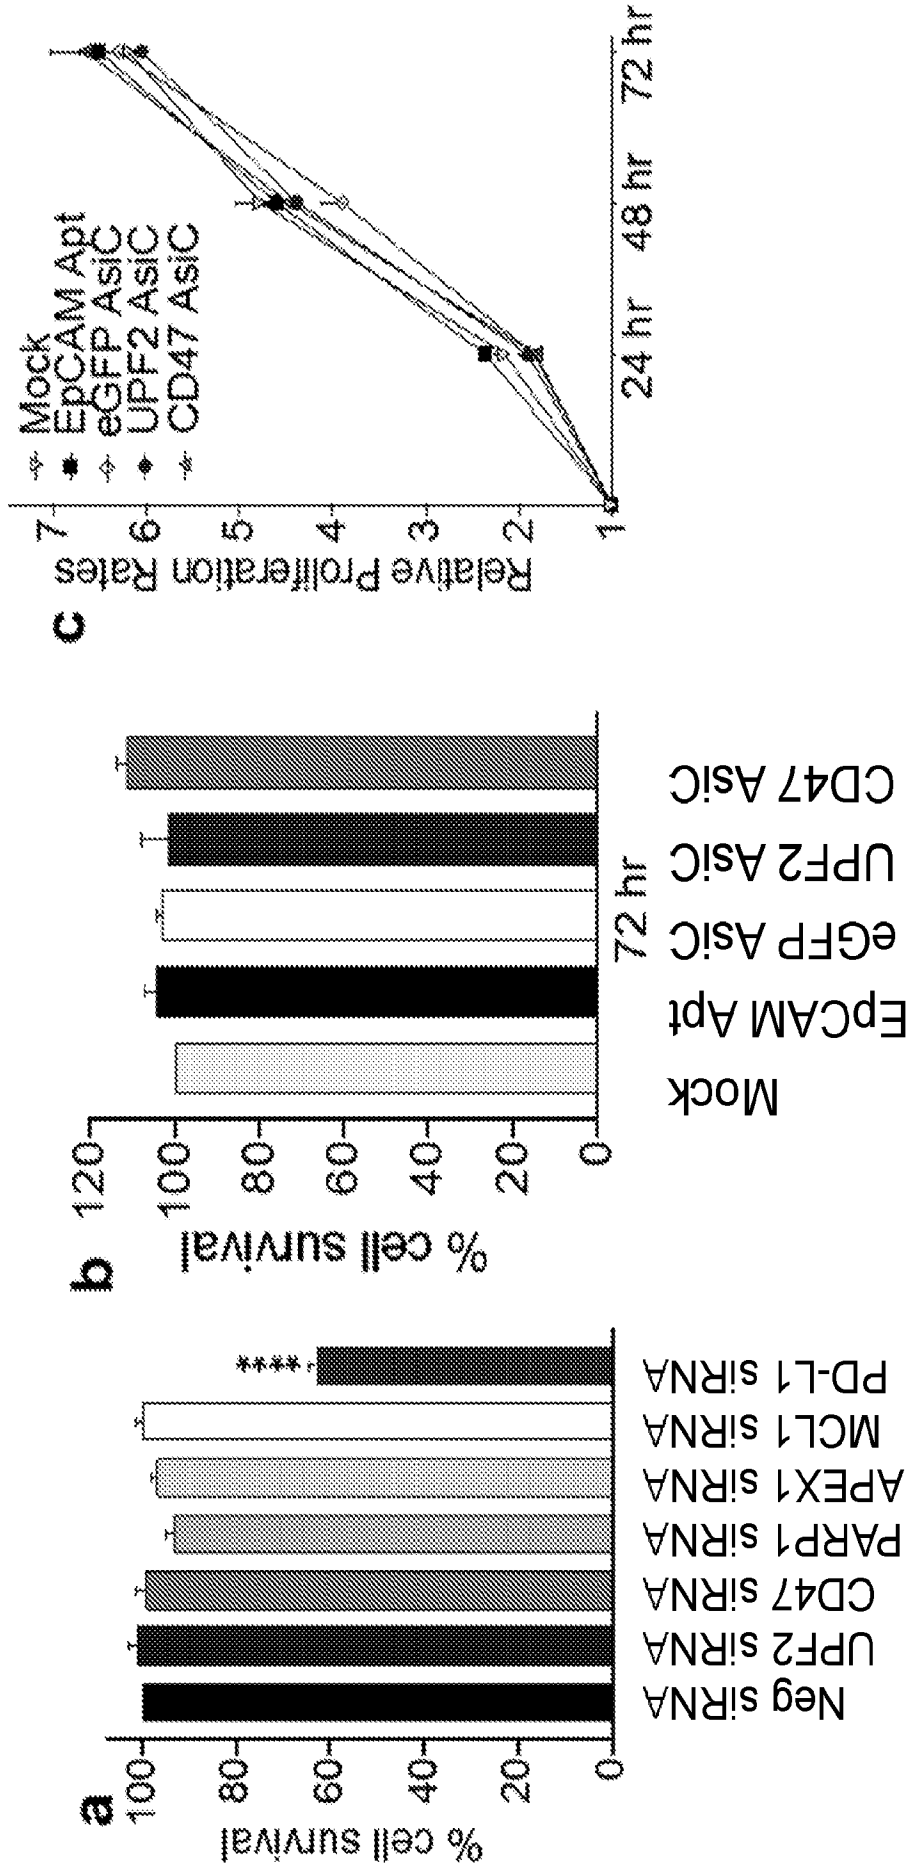 a
% cell survival
100
80
60
40
20
0
Neg siRNA
UPF2 siRNA
CD47 siRNA
PARP1 siRNA
APEX1 siRNA
MCL1 siRNA
PD-L1 siRNA
****
b
% cell survival
120
100
80
60
40
20
0
72 hr
Mock
EpCAM Apt
eGFP AsiC
UPF2 AsiC
CD47 AsiC
c
Relative Proliferation Rates
7
6
5
4
3
2
1
Mock
EpCAM Apt
eGFP AsiC
UPF2 AsiC
CD47 AsiC
24 hr
48 hr
72 hr